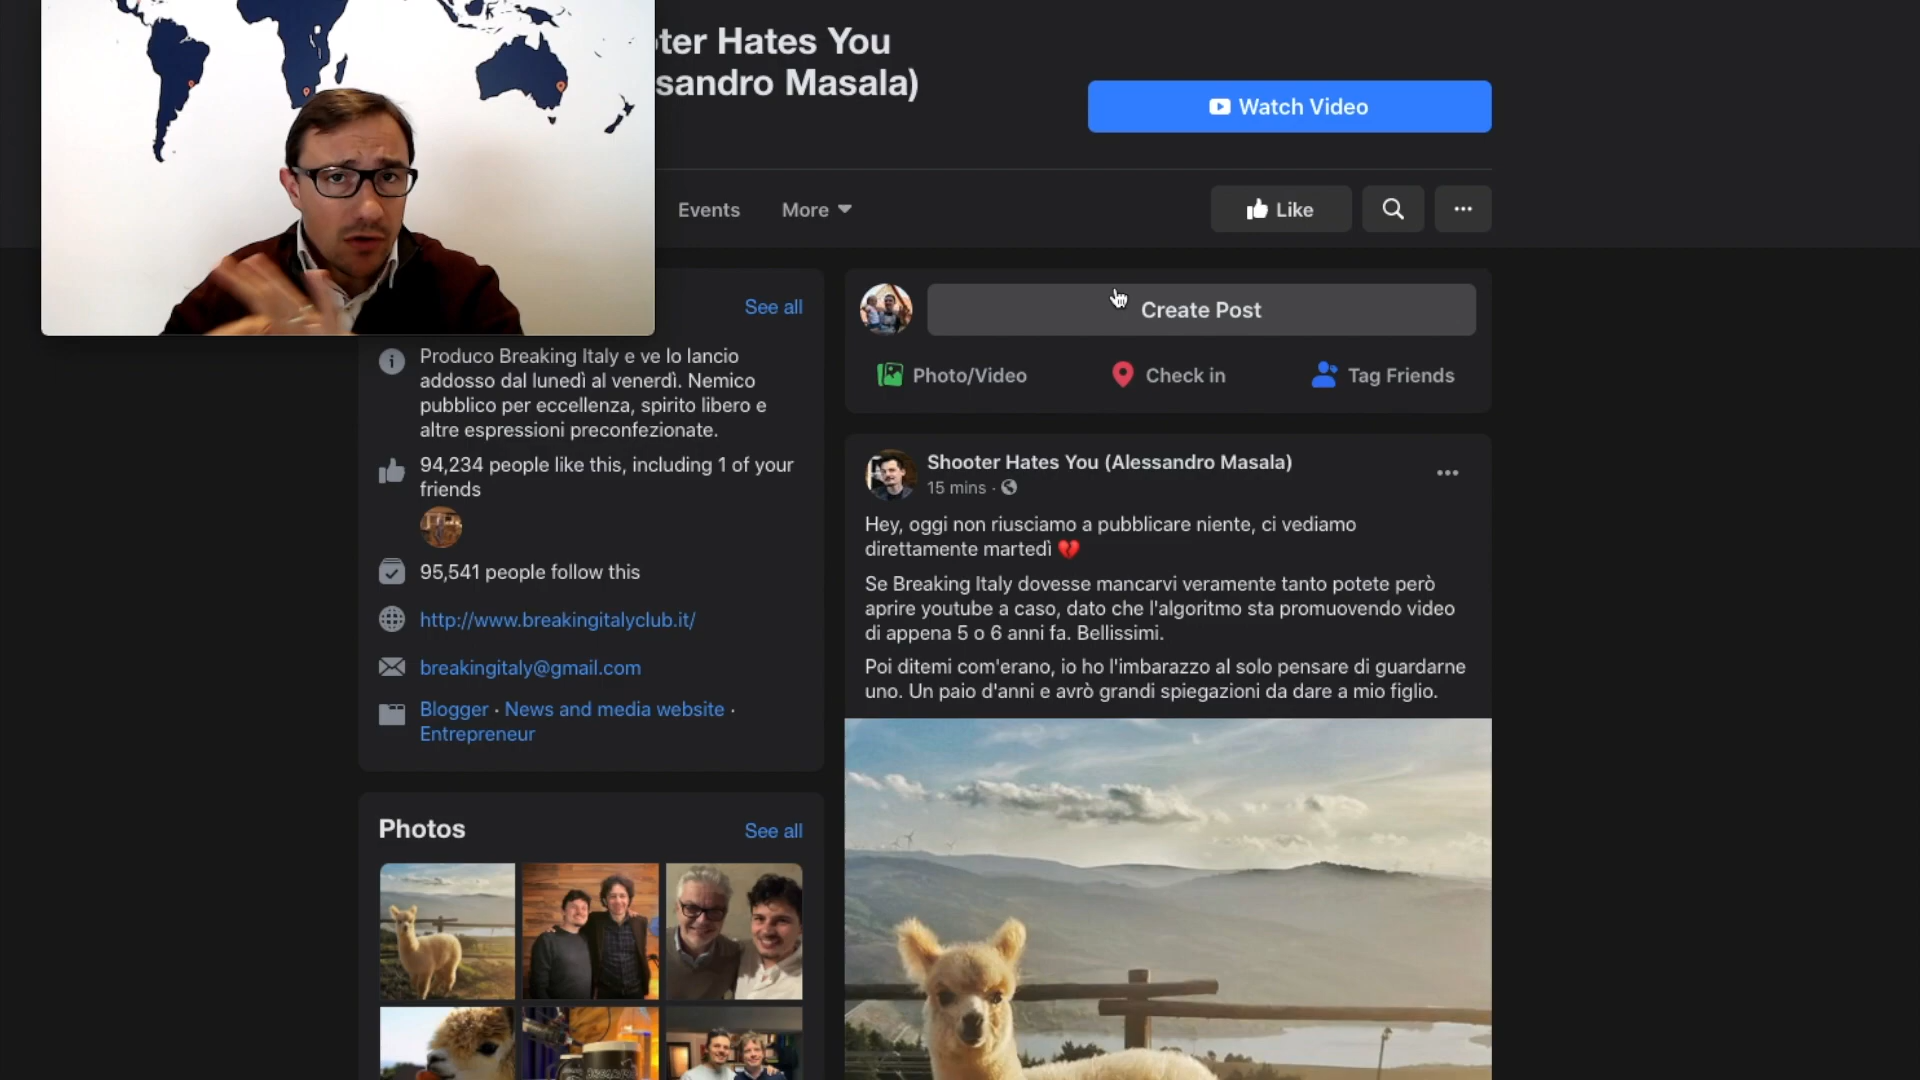 ter Hates You
sandro Masala)
Watch Video
Events
More
Like
See all
Produco Breaking Italy e ve lo lancio
addosso dal lunedì al venerdì. Nemico
pubblico per eccellenza, spirito libero e
altre espressioni preconfezionate.
94,234 people like this, including 1 of your
friends
95,541 people follow this
http://www.breakingitalyclub.it/
breakingitaly@gmail.com
Blogger · News and media website ·
Entrepreneur
Photos
See all
Create Post
Photo/Video
Check in
Tag Friends
Shooter Hates You (Alessandro Masala)
15 mins ·
Hey, oggi non riusciamo a pubblicare niente, ci vediamo
direttamente martedì 💔
Se Breaking Italy dovesse mancarvi veramente tanto potete però
aprire youtube a caso, dato che l'algoritmo sta promuovendo video
di appena 5 o 6 anni fa. Bellissimi.
Poi ditemi com'erano, io ho l'imbarazzo al solo pensare di guardarne
uno. Un paio d'anni e avrò grandi spiegazioni da dare a mio figlio.